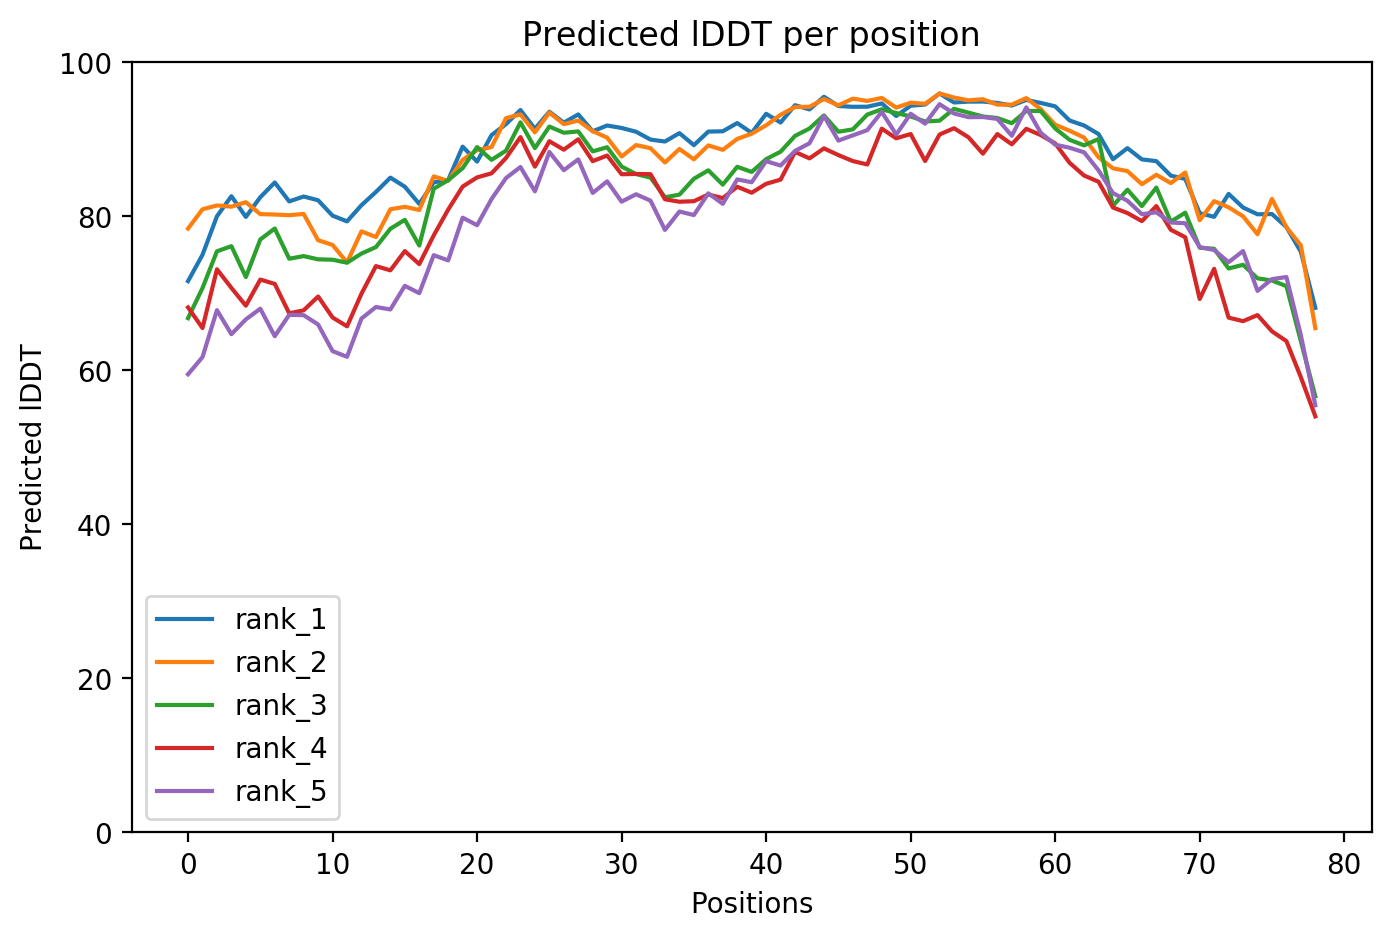 Predicted lDDT per position
100
80
60
40
20
0
Predicted lDDT
rank_1
rank_2
rank_3
rank_4
rank_5
0 10 20 30 40 50 60 70 80
Positions